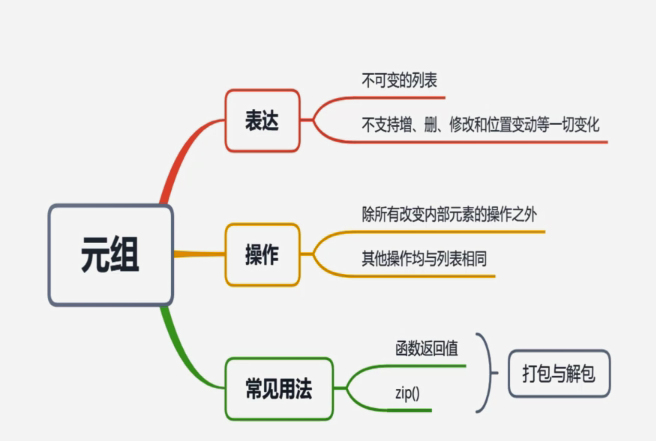 元组
表达
不可变的列表
不支持增、删、修改和位置变动等一切变化
操作
除所有改变内部元素的操作之外
其他操作均与列表相同
常见用法
函数返回值
zip()
打包与解包